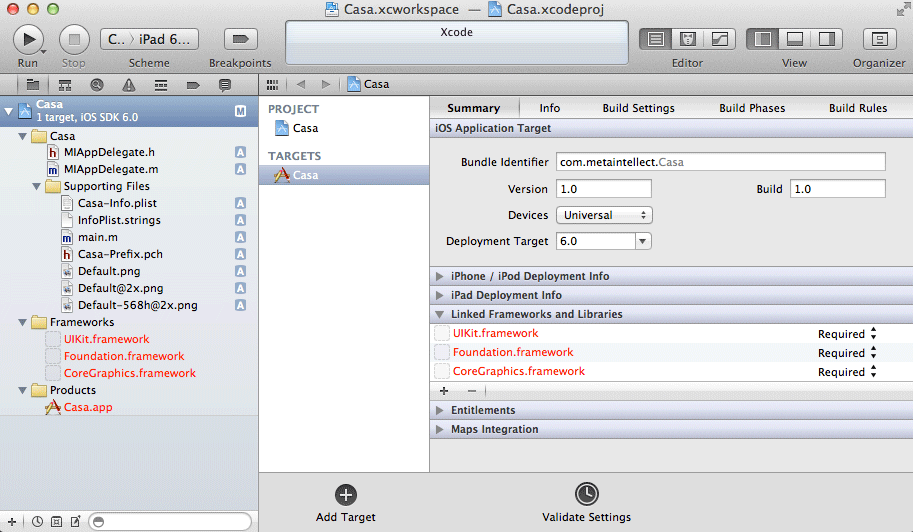 Casa.xcworkspace — Casa.xcodeproj
Run
Stop
C.. 〉 iPad 6...
Scheme
Breakpoints
Xcode
Editor
View
Organizer
Casa
Casa
1 target, iOS SDK 6.0
M
Casa
MIAppDelegate.h
A
MIAppDelegate.m
A
Supporting Files
Casa-Info.plist
A
InfoPlist.strings
A
main.m
A
Casa-Prefix.pch
A
Default.png
A
Default@2x.png
A
Default-568h@2x.png
A
Frameworks
UIKit.framework
Foundation.framework
CoreGraphics.framework
Products
Casa.app
PROJECT
Casa
TARGETS
Casa
Summary
Info
Build Settings
Build Phases
Build Rules
iOS Application Target
Bundle Identifier com.metaintellect.Casa
Version 1.0 Build 1.0
Devices Universal
Deployment Target 6.0
iPhone / iPod Deployment Info
iPad Deployment Info
Linked Frameworks and Libraries
UIKit.framework Required
Foundation.framework Required
CoreGraphics.framework Required
Entitlements
Maps Integration
Add Target
Validate Settings